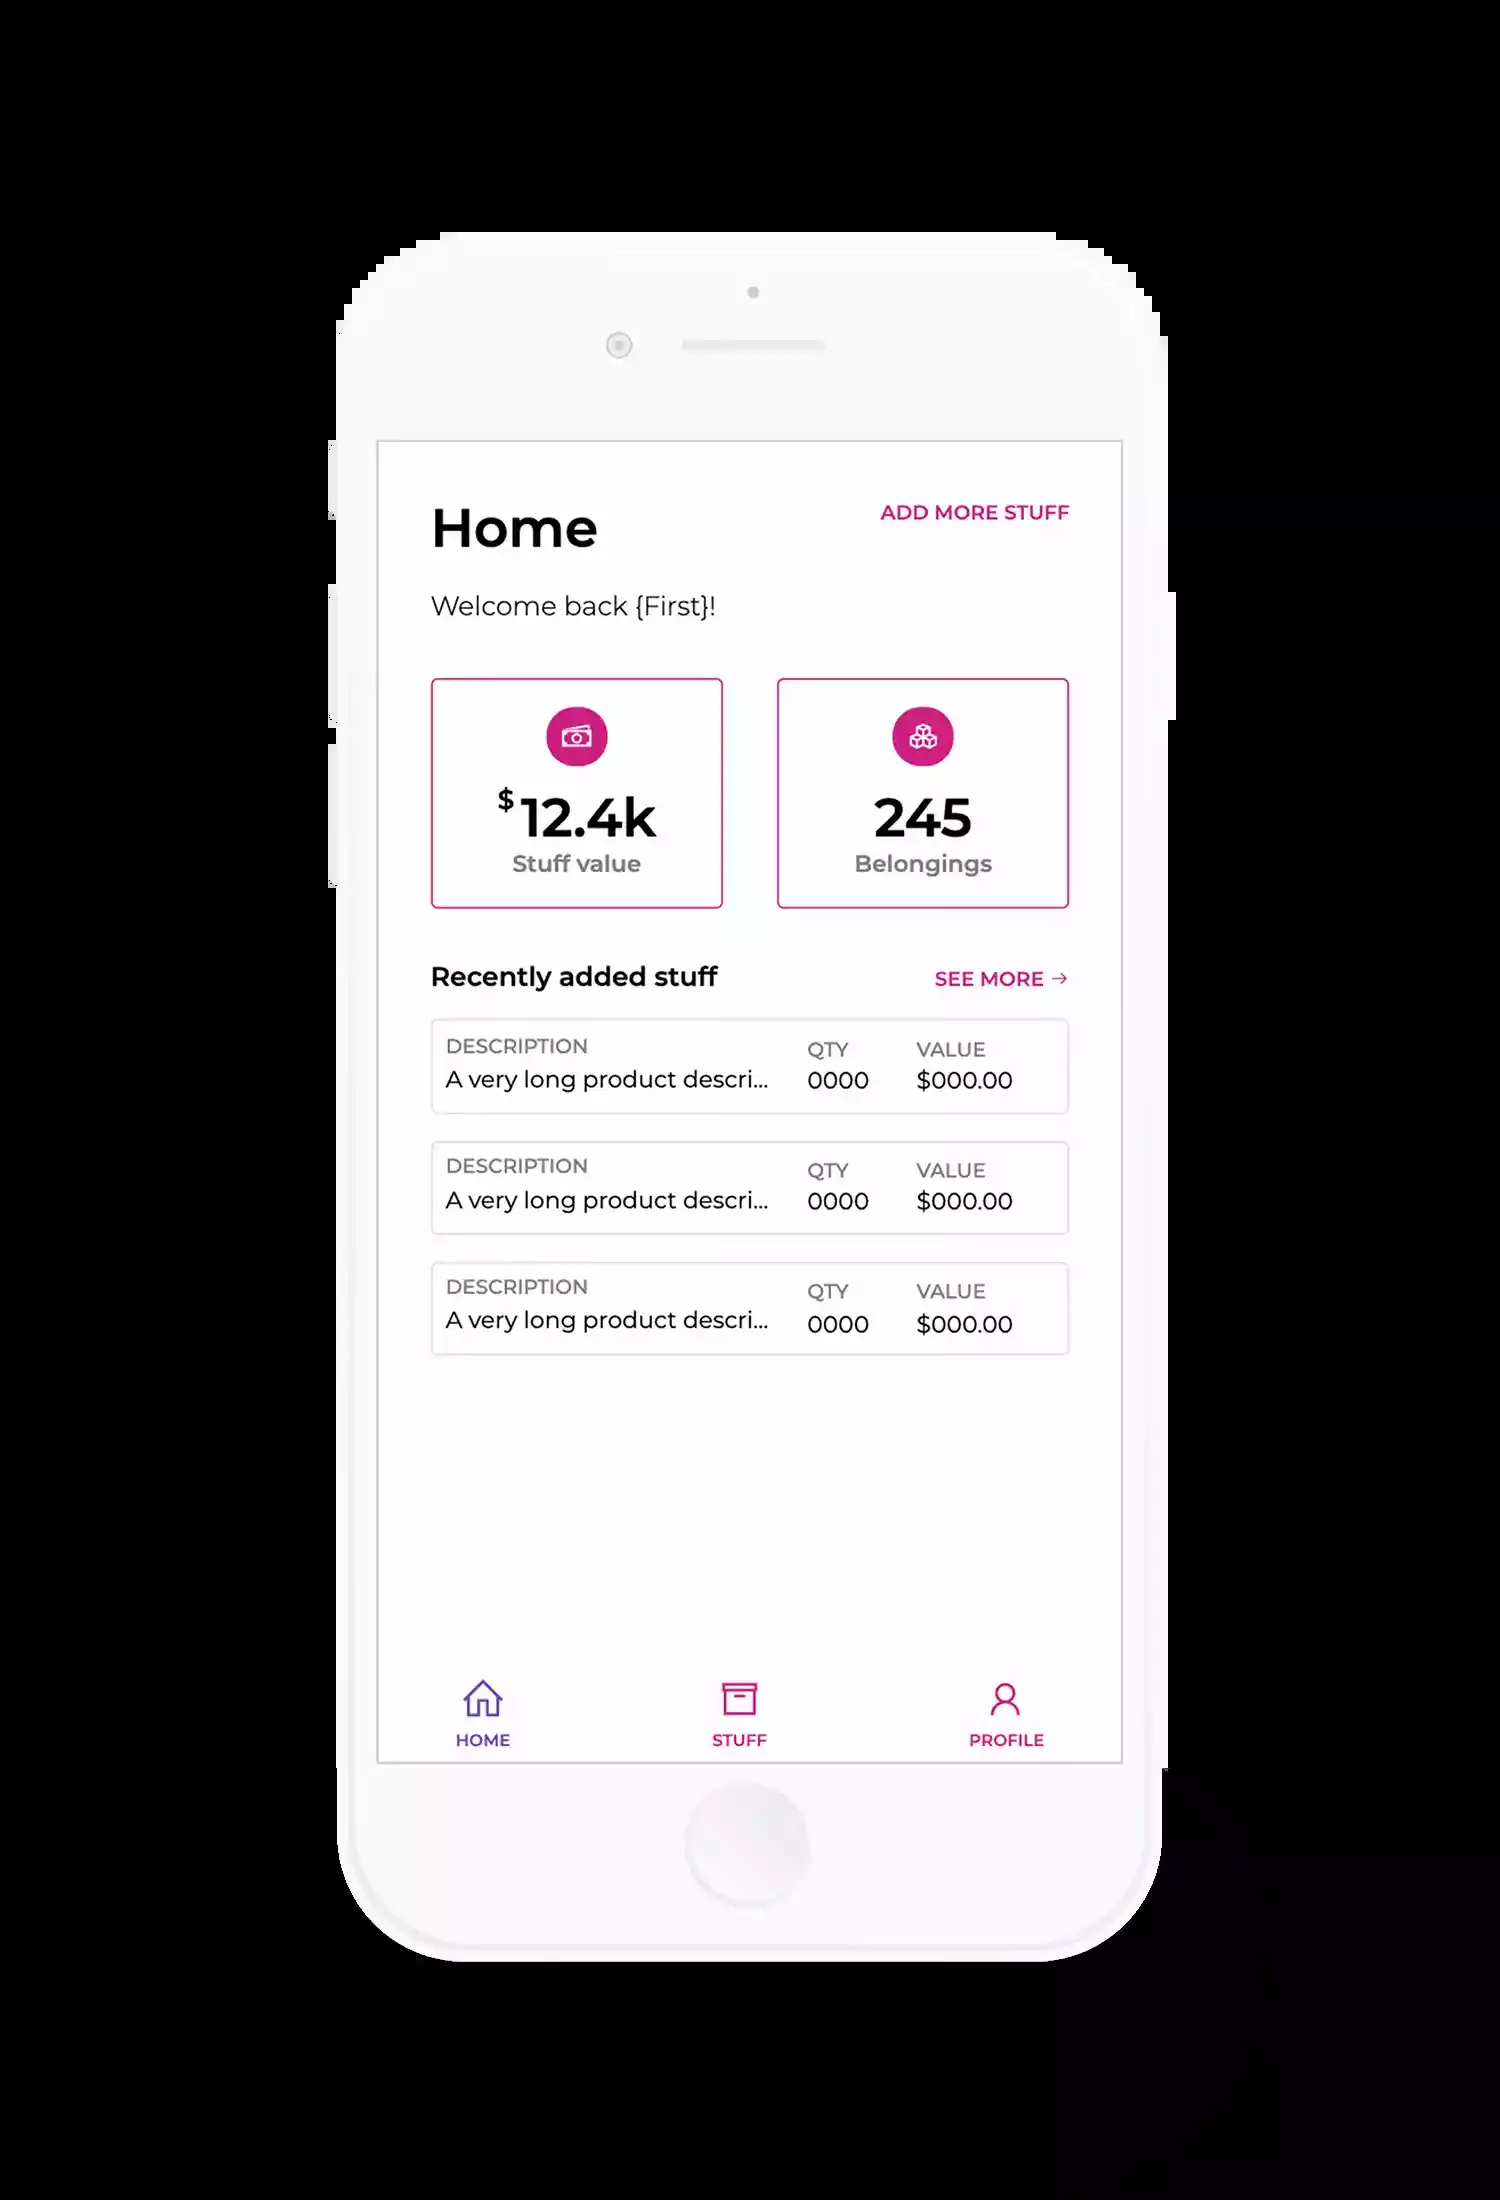 Home
ADD MORE STUFF
Welcome back {First}!
$12.4k
Stuff value
245
Belongings
Recently added stuff
SEE MORE →
DESCRIPTION QTY VALUE
A very long product descri... 0000 $000.00
DESCRIPTION QTY VALUE
A very long product descri... 0000 $000.00
DESCRIPTION QTY VALUE
A very long product descri... 0000 $000.00
HOME STUFF PROFILE